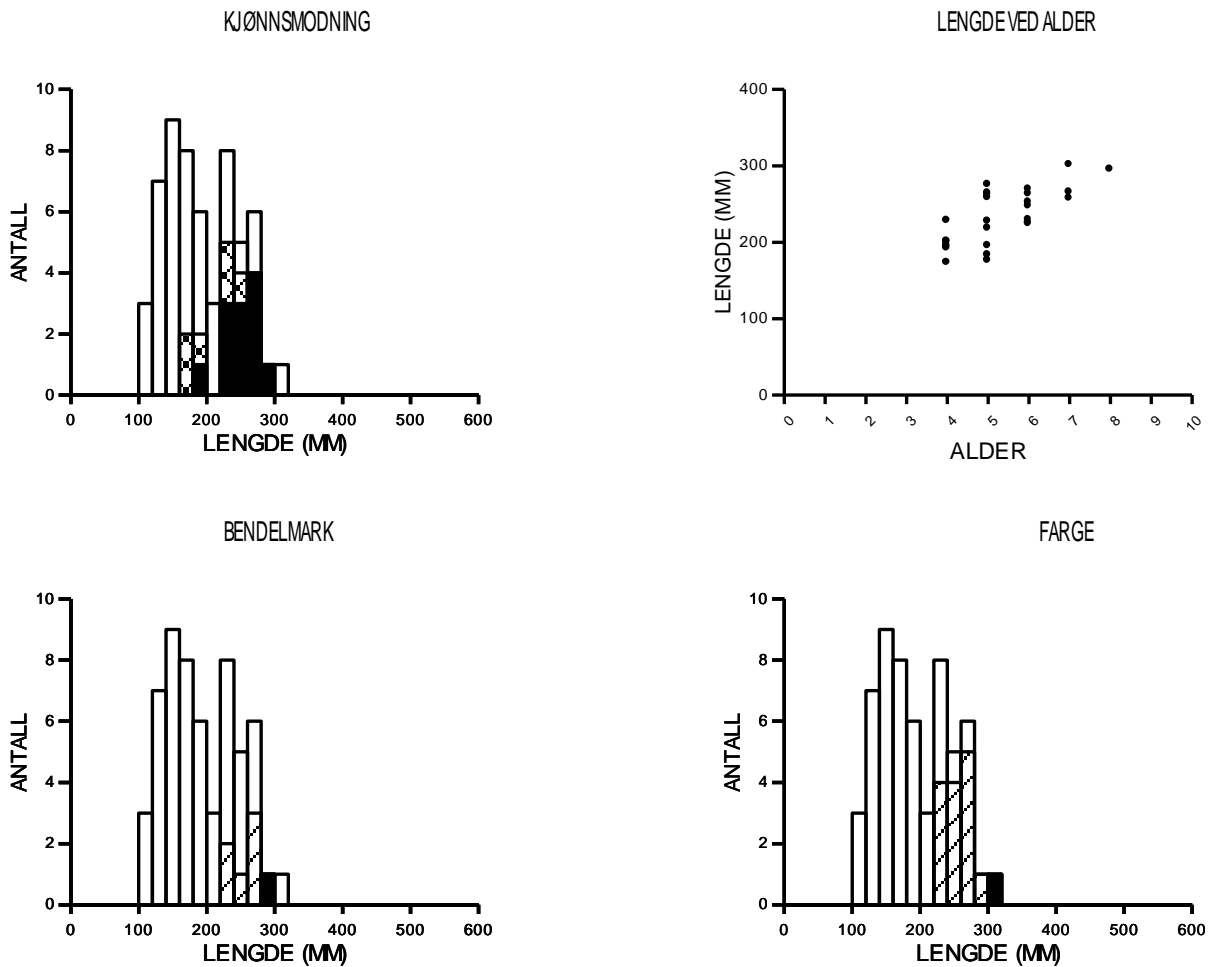 KJØNNSMODNING
10
8
6
4
2
0
ANTALL
0 100 200 300 400 500 600
LENGDE (MM)
LENGDE VED ALDER
400
300
200
100
0
LENGDE (MM)
0 1 2 3 4 5 6 7 8 9 10
ALDER
BENDELMARK
10
8
6
4
2
0
ANTALL
0 100 200 300 400 500 600
LENGDE (MM)
FARGE
10
8
6
4
2
0
ANTALL
0 100 200 300 400 500 600
LENGDE (MM)